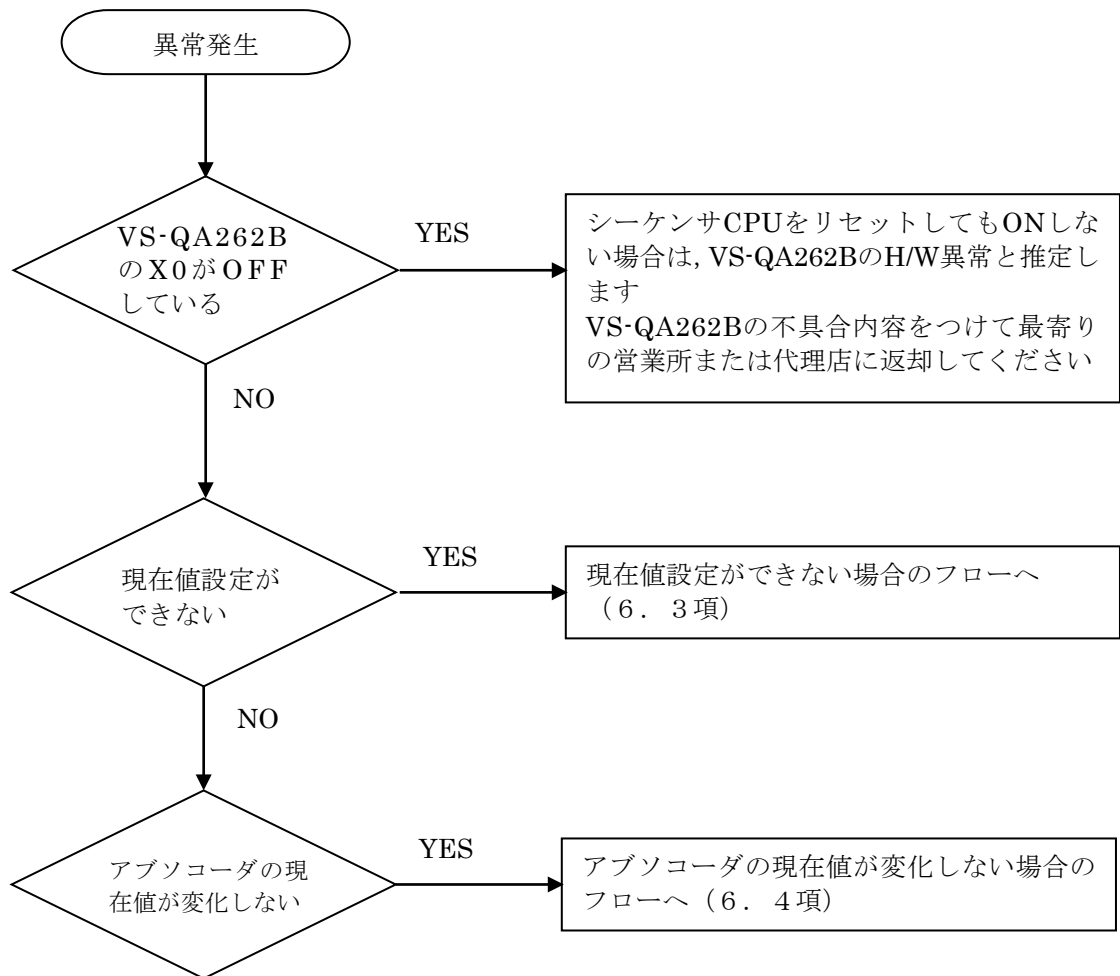 異常発生
VS-QA262B
のX0がOFF
している
YES
シーケンサCPUをリセットしてもONしな
い場合は,VS-QA262BのH/W異常と推定し
ます
VS-QA262Bの不具合内容をつけて最寄り
の営業所または代理店に返却してください
NO
現在値設定が
できない
YES
現在値設定ができない場合のフローへ
（6．3項）
NO
アブソコーダの現
在値が変化しない
YES
アブソコーダの現在値が変化しない場合の
フローへ（6．4項）